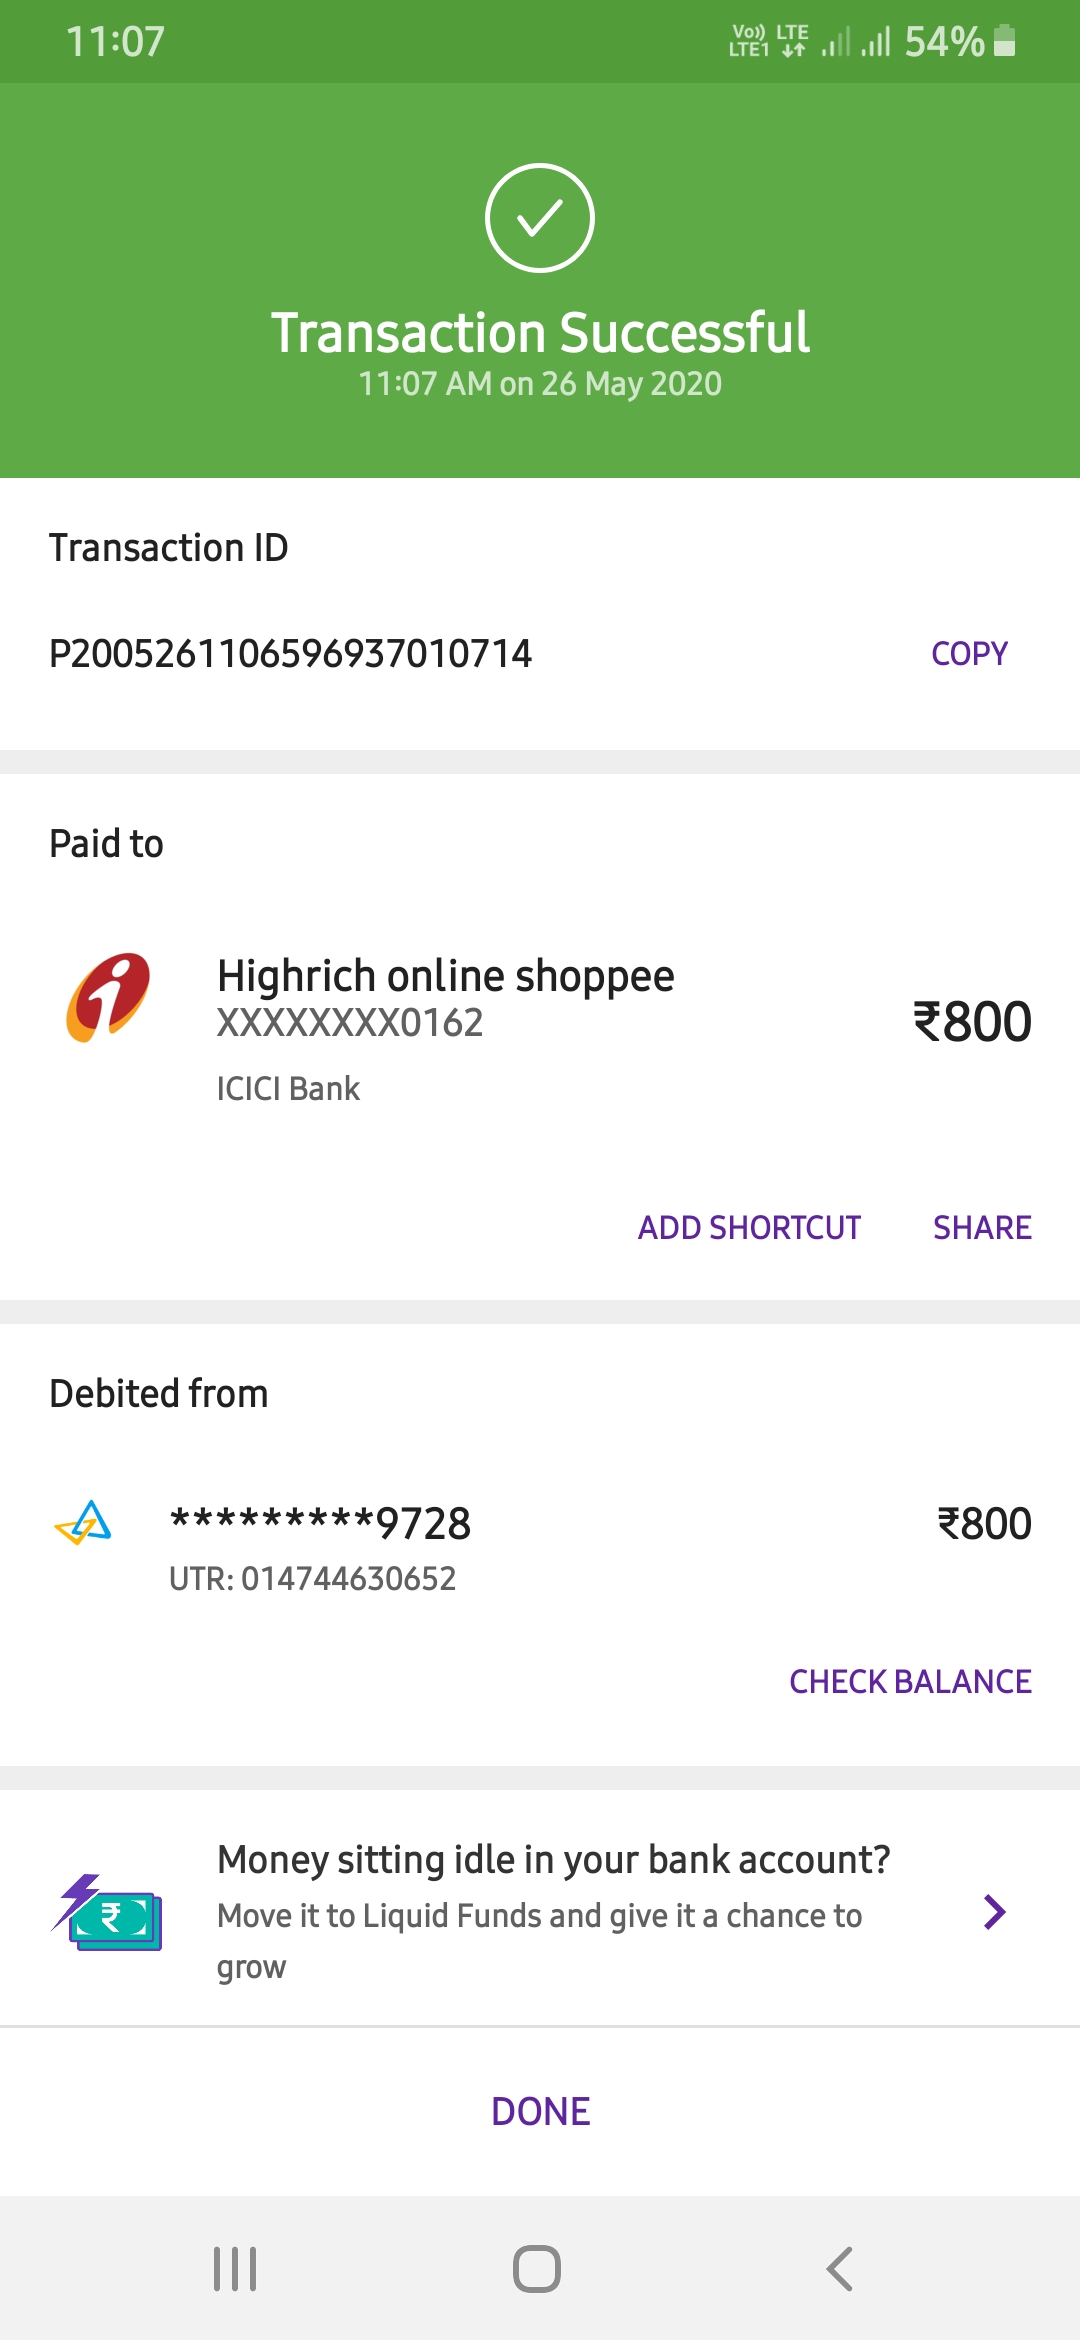 11:07
Vo)) LTE
LTE1
54%
Transaction Successful
11:07 AM on 26 May 2020
Transaction ID
P2005261106596937010714
COPY
Paid to
Highrich online shoppee
XXXXXXXX0162
₹800
ICICI Bank
ADD SHORTCUT SHARE
Debited from
*********9728
₹800
UTR: 014744630652
CHECK BALANCE
Money sitting idle in your bank account?
Move it to Liquid Funds and give it a chance to
grow
₹
DONE